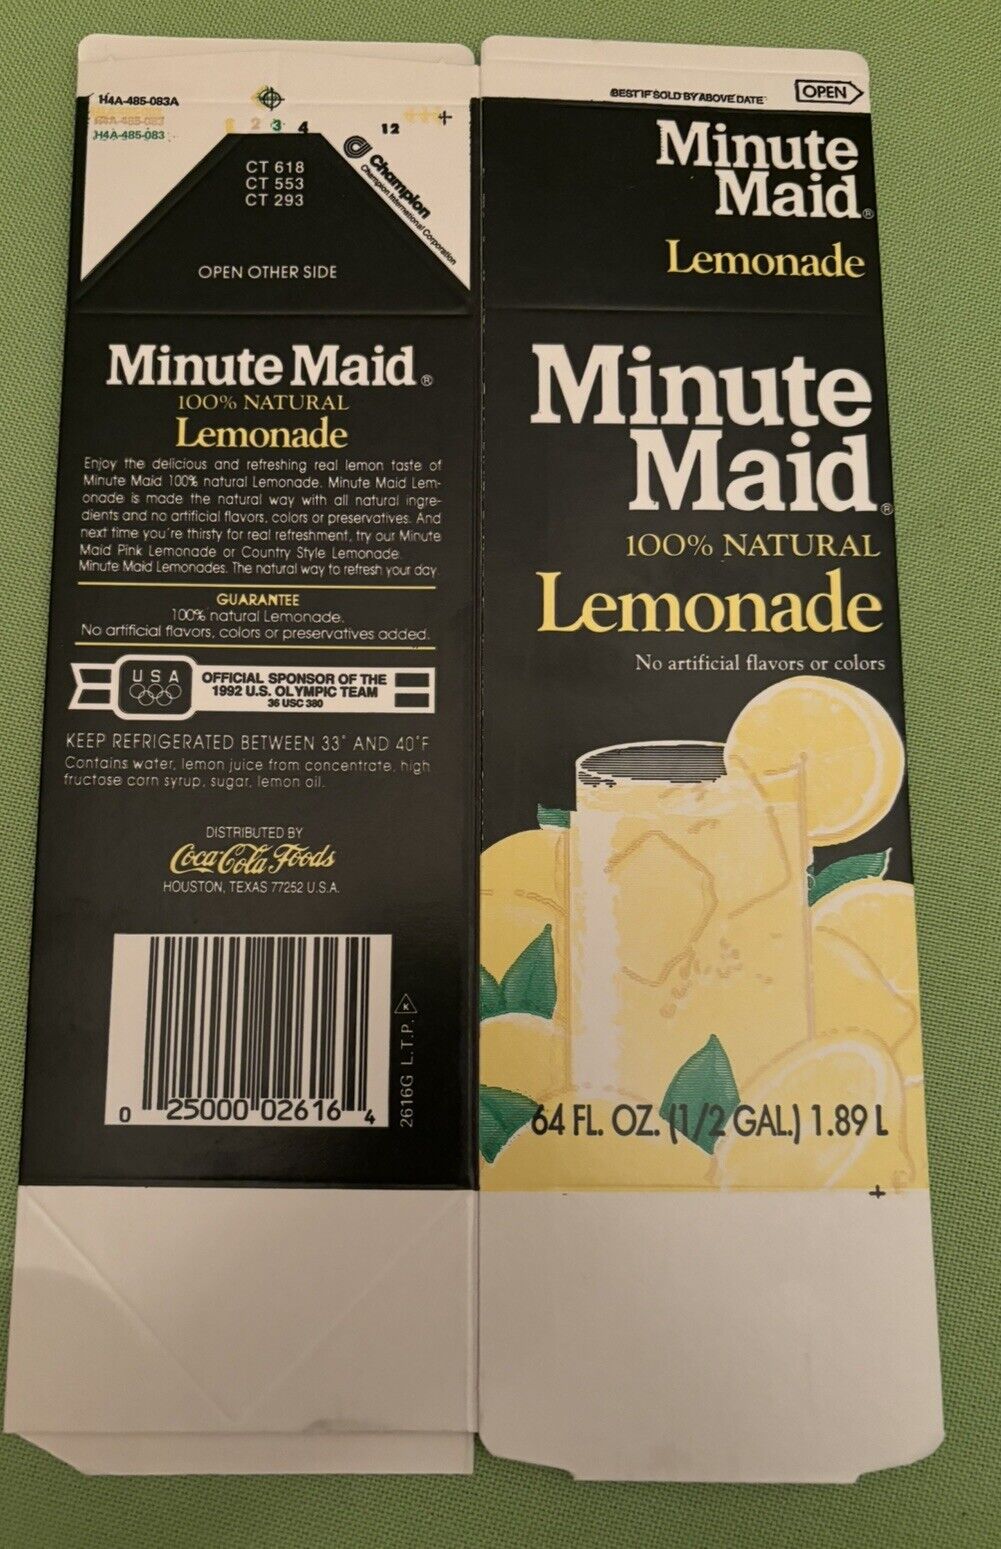 H4A-485-083A
H4A-485-083
H4A-485-083
2 3 4
12
Champion
Champion International Corporation
CT 618
CT 553
CT 293
OPEN OTHER SIDE
Minute Maid®
100% NATURAL
Lemonade
Enjoy the delicious and refreshing real lemon taste of
Minute Maid 100% natural Lemonade. Minute Maid Lem-
onade is made the natural way with all natural ingre-
dients and no artificial flavors, colors or preservatives. And
next time you're thirsty for real refreshment, try our Minute
Maid Pink Lemonade or Country Style Lemonade.
Minute Maid Lemonades. The natural way to refresh your day.
GUARANTEE
100% natural Lemonade.
No artificial flavors, colors or preservatives added.
USA
OFFICIAL SPONSOR OF THE
1992 U.S. OLYMPIC TEAM
36 USC 380
KEEP REFRIGERATED BETWEEN 33° AND 40°F
Contains water, lemon juice from concentrate, high
fructose corn syrup, sugar, lemon oil.
DISTRIBUTED BY
Coca-Cola Foods
HOUSTON, TEXAS 77252 U.S.A.
0 25000 02616 4
2616G L.T.P. K
BEST IF SOLD BY ABOVE DATE
OPEN
Minute
Maid®
Lemonade
Minute
Maid®
100% NATURAL
Lemonade
No artificial flavors or colors
64 FL. OZ. (1/2 GAL.) 1.89 L